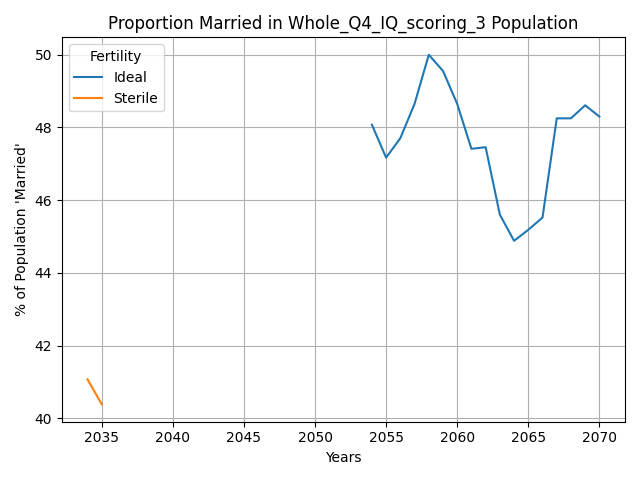 Proportion Married in Whole_Q4_IQ_scoring_3 Population
Fertility
Ideal
Sterile
% of Population 'Married'
50
48
46
44
42
40
2035 2040 2045 2050 2055 2060 2065 2070
Years